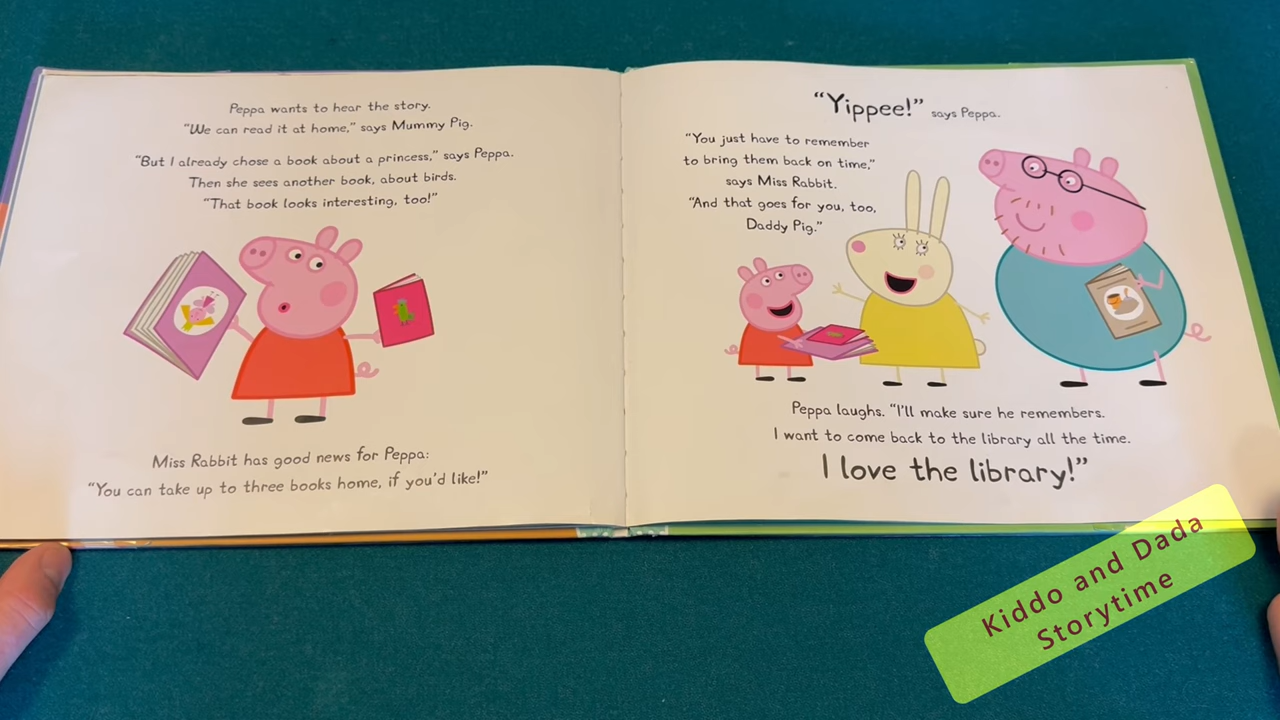 Peppa wants to hear the story.
“We can read it at home,” says Mummy Pig.
“But I already chose a book about a princess,” says Peppa.
Then she sees another book, about birds.
“That book looks interesting, too!”
Miss Rabbit has good news for Peppa:
“You can take up to three books home, if you’d like!”
“Yippee!” says Peppa.
“You just have to remember
to bring them back on time,”
says Miss Rabbit.
“And that goes for you, too,
Daddy Pig.”
Peppa laughs. “I’ll make sure he remembers.
I want to come back to the library all the time.
I love the library!”
Kiddo and Dada
Storytime